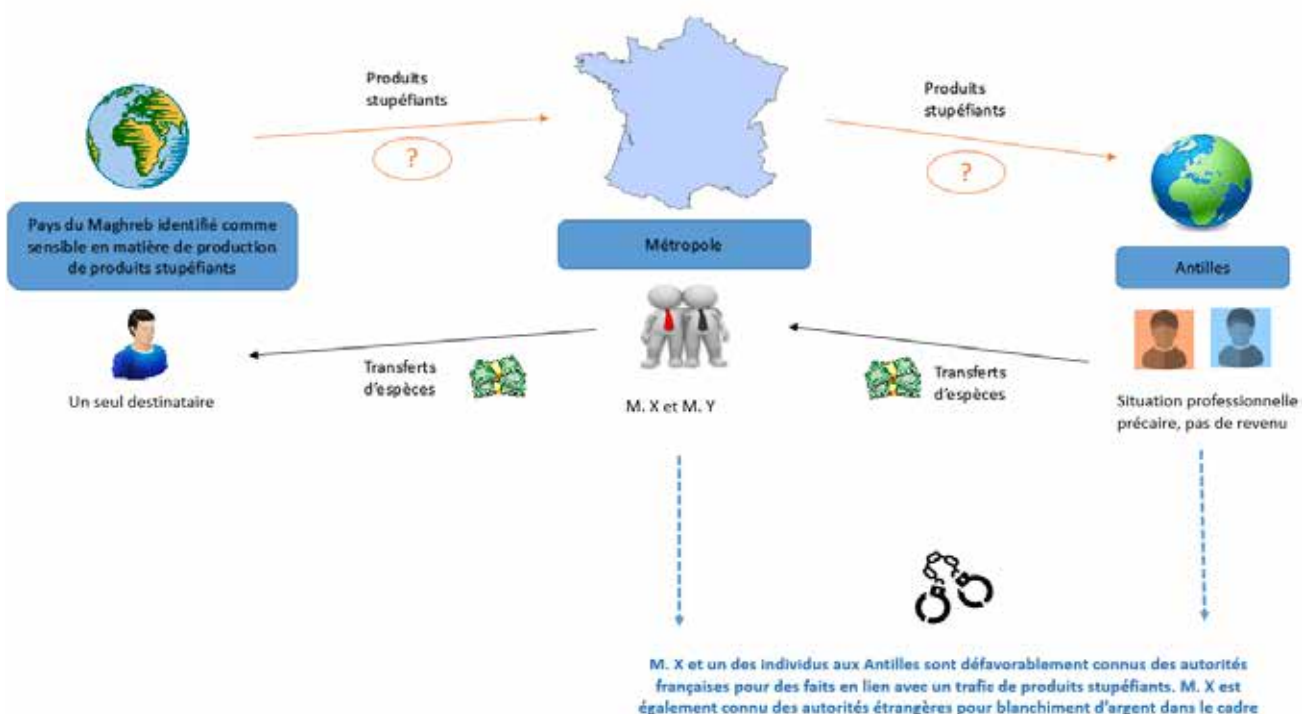 Produits
stupéfiants
?
Produits
stupéfiants
?
Pays du Maghreb identifié comme
sensible en matière de production
de produits stupéfiants
Métropole
Antilles
Transferts
d'espèces
Transferts
d'espèces
Un seul destinataire
M. X et M. Y
Situation professionnelle
précaire, pas de revenu
M. X et un des individus aux Antilles sont défavorablement connus des autorités
françaises pour des faits en lien avec un trafic de produits stupéfiants. M. X est
également connu des autorités étrangères pour blanchiment d'argent dans le cadre